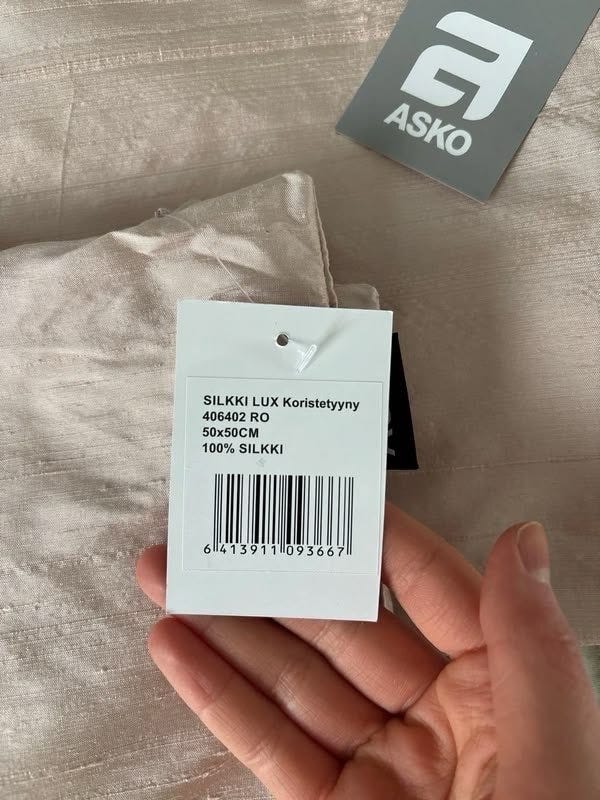 ASKO
SILKKI LUX Koristetyyny
406402 RO
50x50CM
100% SILKKI
6 413911 093667